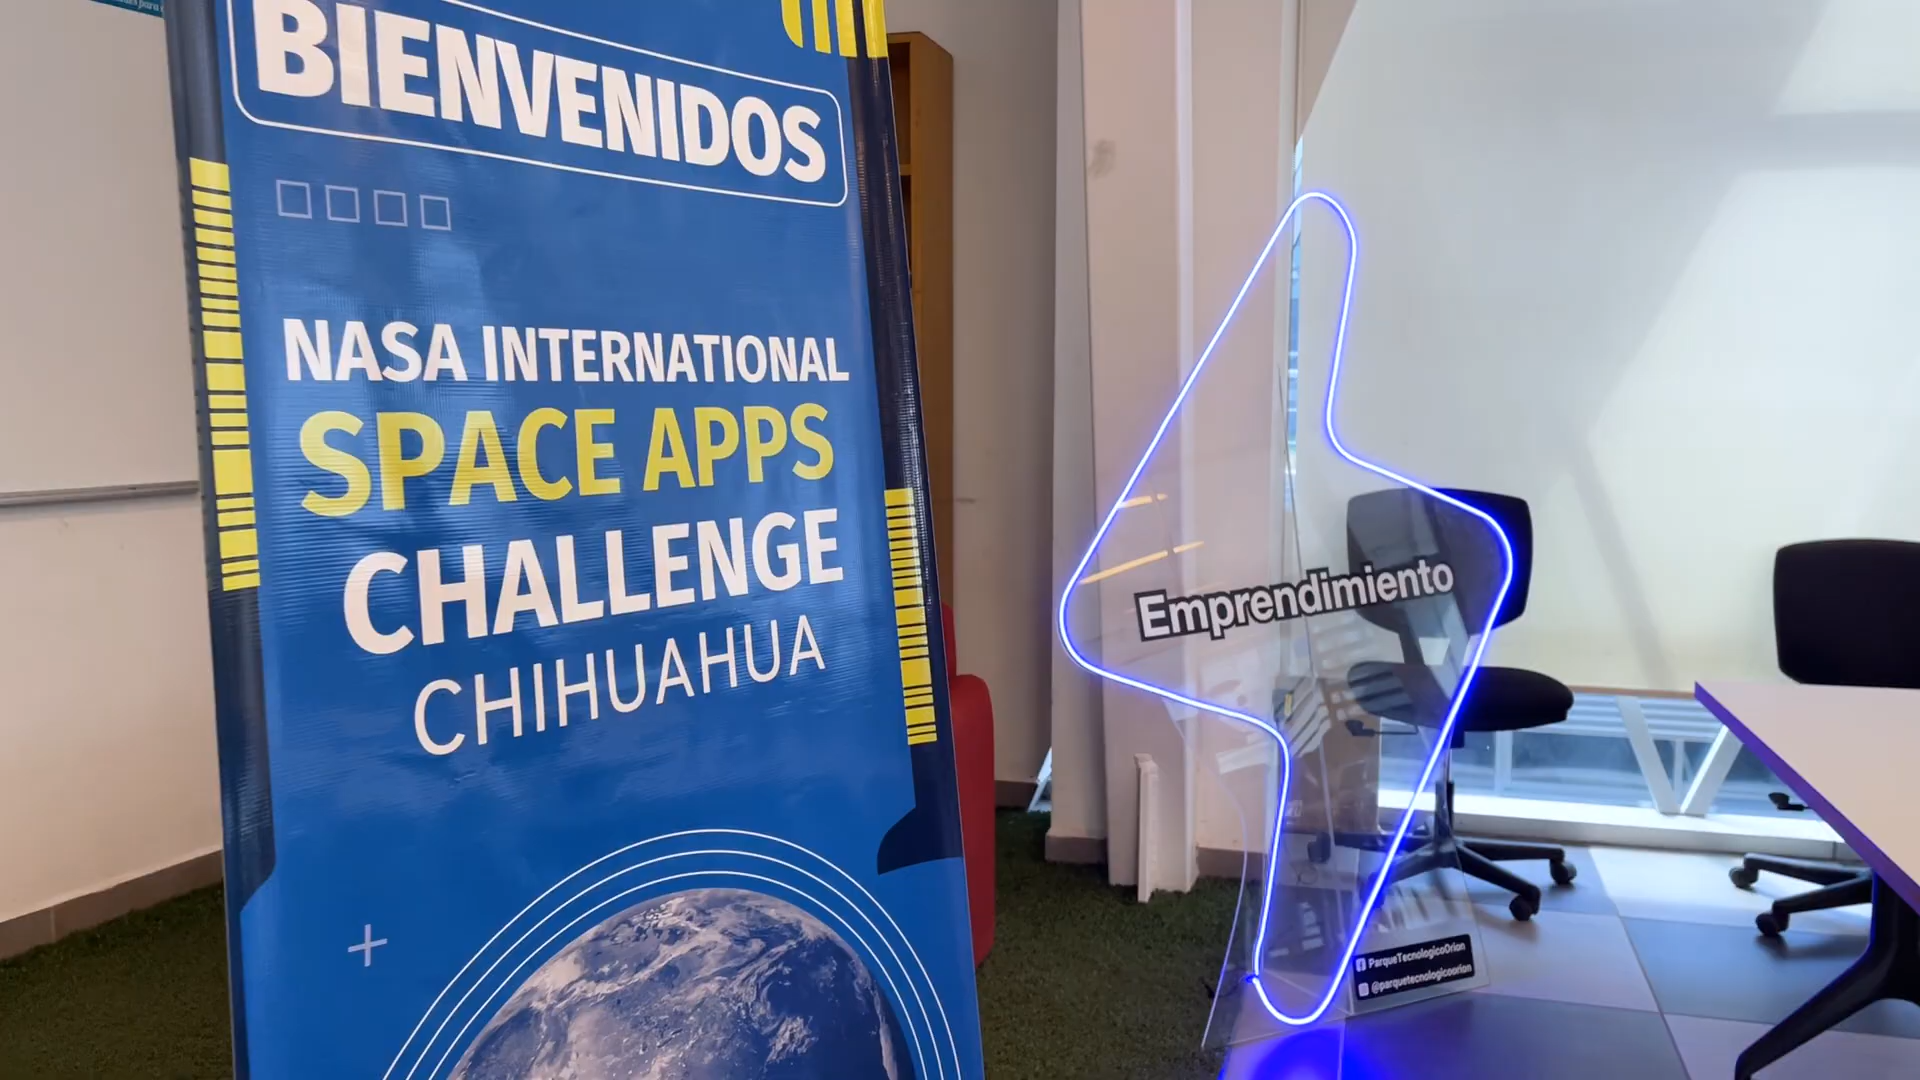 BIENVENIDOS
NASA INTERNATIONAL
SPACE APPS
CHALLENGE
CHIHUAHUA
Emprendimiento
ParqueTecnologicoOrion
@parquetecnologicoorion